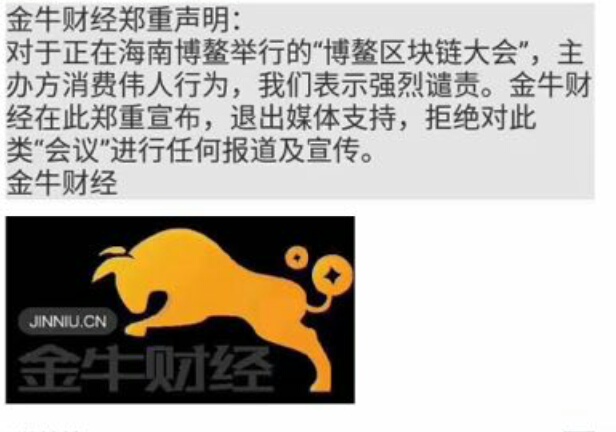 金牛财经郑重声明：
对于正在海南博鳌举行的“博鳌区块链大会”，主
办方消费伟人行为，我们表示强烈谴责。金牛财
经在此郑重宣布，退出媒体支持，拒绝对此
类“会议”进行任何报道及宣传。
金牛财经
JINNIU.CN
金牛财经